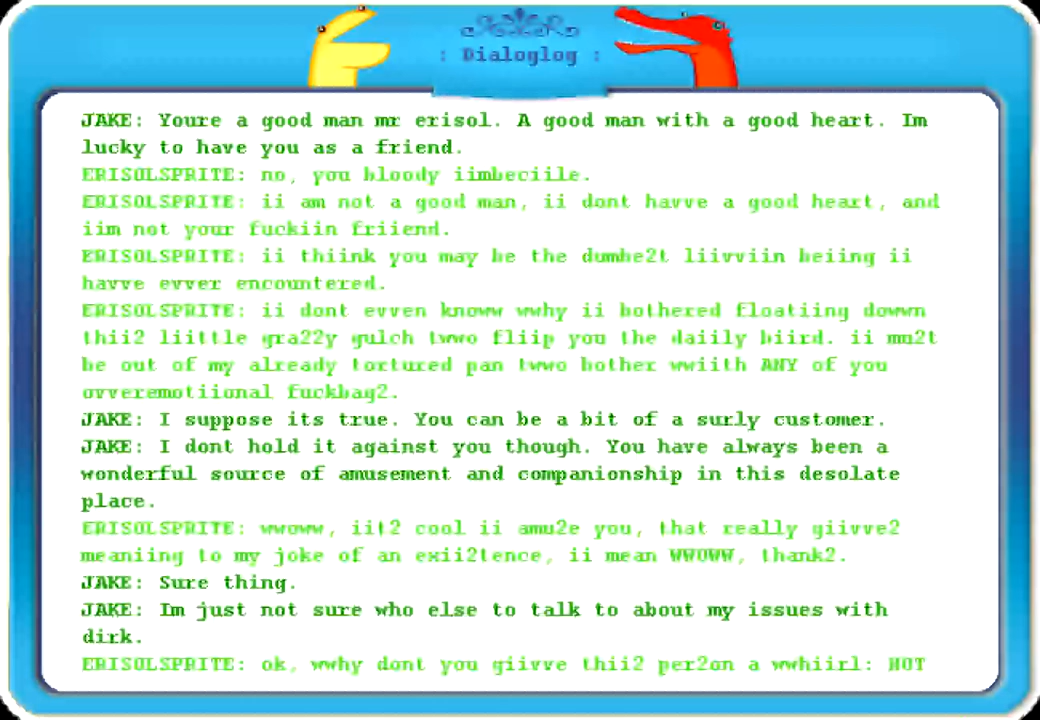 : Dialoglog :
JAKE: Youre a good man mr erisol. A good man with a good heart. Im
lucky to have you as a friend.
ERISOLSPRITE: no, you bloody iimbeciile.
ERISOLSPRITE: ii am not a good man, ii dont havve a good heart, and
iim not your fuckiin friiend.
ERISOLSPRITE: ii thiink you may be the dumbe2t liivviin beiing ii
havve evver encountered.
ERISOLSPRITE: ii dont evven knoww wwhy ii bothered floatiing dowwn
thii2 liittle gra22y gulch twwo fliip you the daiily biird. ii mu2t
be out of my already tortured pan twwo bother wwiith ANY of you
ovveremotiional fuckbag2.
JAKE: I suppose its true. You can be a bit of a surly customer.
JAKE: I dont hold it against you though. You have always been a
wonderful source of amusement and companionship in this desolate
place.
ERISOLSPRITE: wwoww, iit2 cool ii amu2e you, that really giivve2
meaniing to my joke of an exii2tence, ii mean WWOWW, thank2.
JAKE: Sure thing.
JAKE: Im just not sure who else to talk to about my issues with
dirk.
ERISOLSPRITE: ok, wwhy dont you giivve thii2 per2on a wwhiirl: NOT